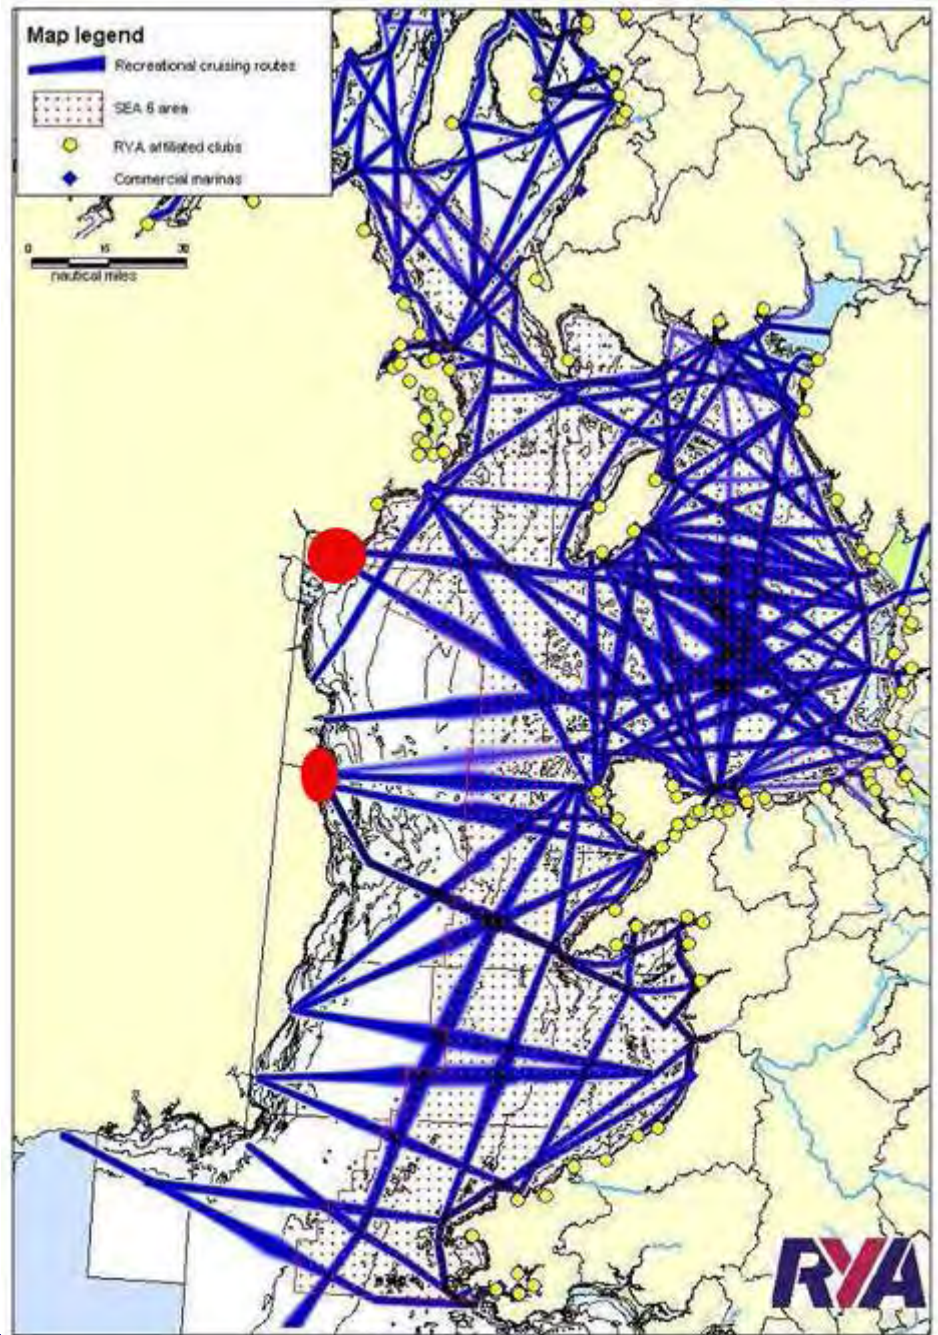 Map legend
Recreational cruising routes
SEA 6 area
RYA affiliated clubs
Commercial marinas
0 15 30
nautical miles
RYA